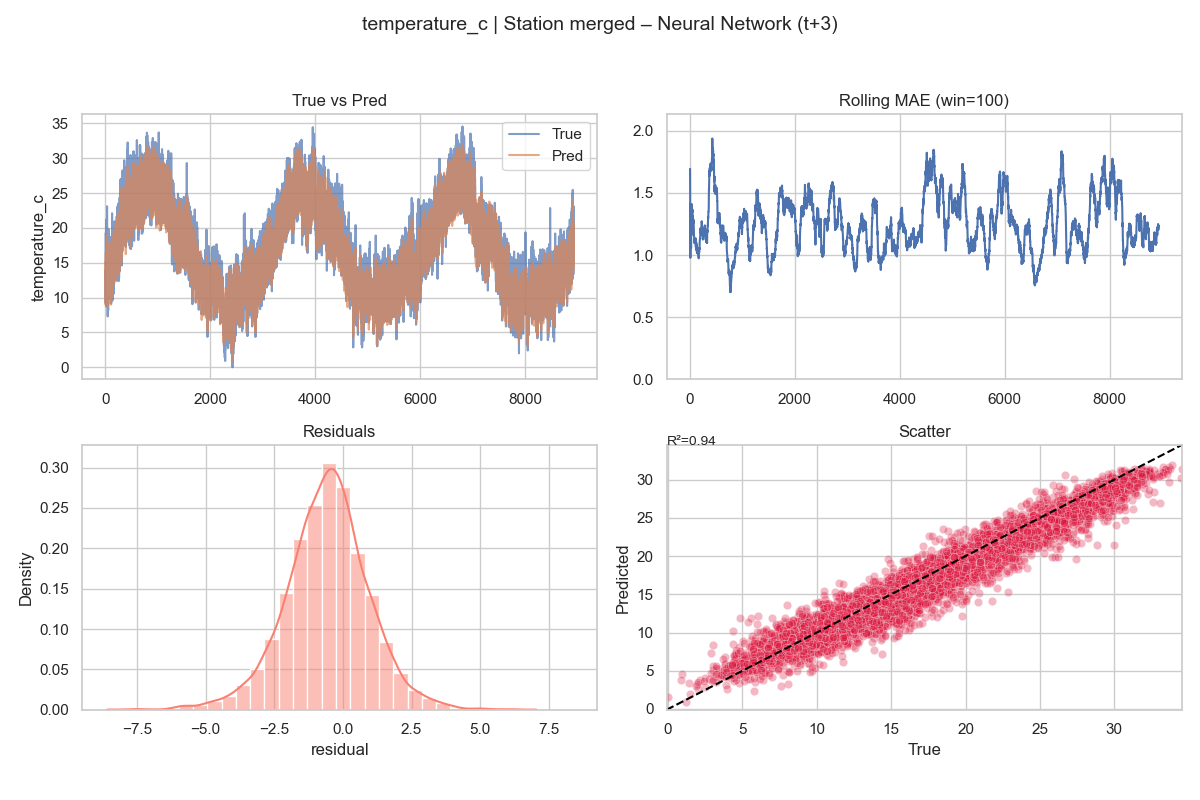 temperature_c | Station merged – Neural Network (t+3)
True vs Pred
temperature_c
35
30
25
20
15
10
5
0
0 2000 4000 6000 8000
True
Pred
Rolling MAE (win=100)
2.0
1.5
1.0
0.5
0.0
0 2000 4000 6000 8000
Residuals
Density
0.30
0.25
0.20
0.15
0.10
0.05
0.00
−7.5 −5.0 −2.5 0.0 2.5 5.0 7.5
residual
Scatter
R²=0.94
Predicted
30
25
20
15
10
5
0
0 5 10 15 20 25 30
True